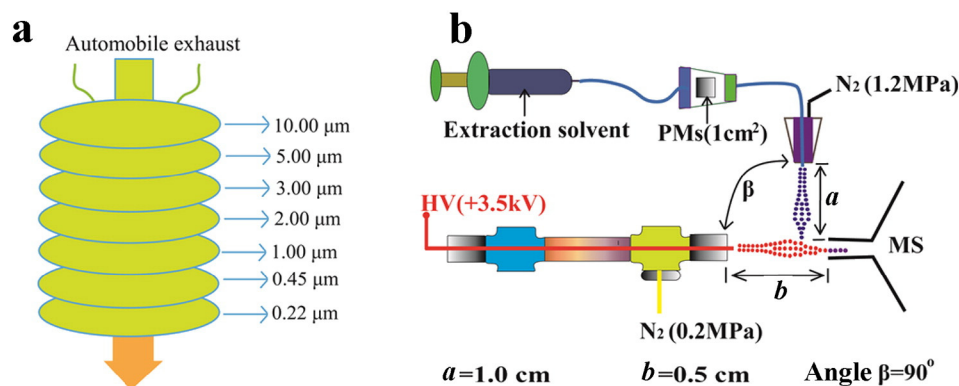 a
Automobile exhaust
10.00 μm
5.00 μm
3.00 μm
2.00 μm
1.00 μm
0.45 μm
0.22 μm
b
N₂(1.2MPa)
Extraction solvent
PMs(1cm²)
β
a
HV(+3.5kV)
MS
b
N₂(0.2MPa)
a=1.0 cm
b=0.5 cm
Angle β=90°